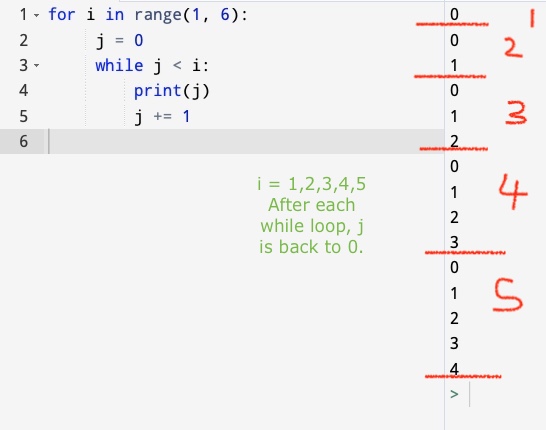 1 for i in range(1, 6):
2 j = 0
3 while j < i:
4 print(j)
5 j += 1
6
i = 1,2,3,4,5
After each
while loop, j
is back to 0.
0 1
0
1 2
0
1 3
2
0
1 4
2
3
0
1 5
2
3
4
>